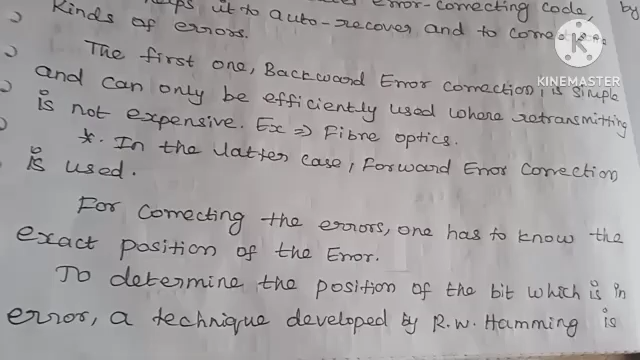 helps it to auto-recover and to correct
error-correcting code,
by
kinds of errors.
The first one, Backward Error correction, is simple
and can only be efficiently used where retransmitting
is not expensive. Ex => Fibre optics.
*. In the latter case, Forward Error Correction
is used.
For correcting the errors, one has to know the
exact position of the Error.
To determine the position of the bit which is in
error, a technique developed by R.W. Hamming is
KINEMASTER